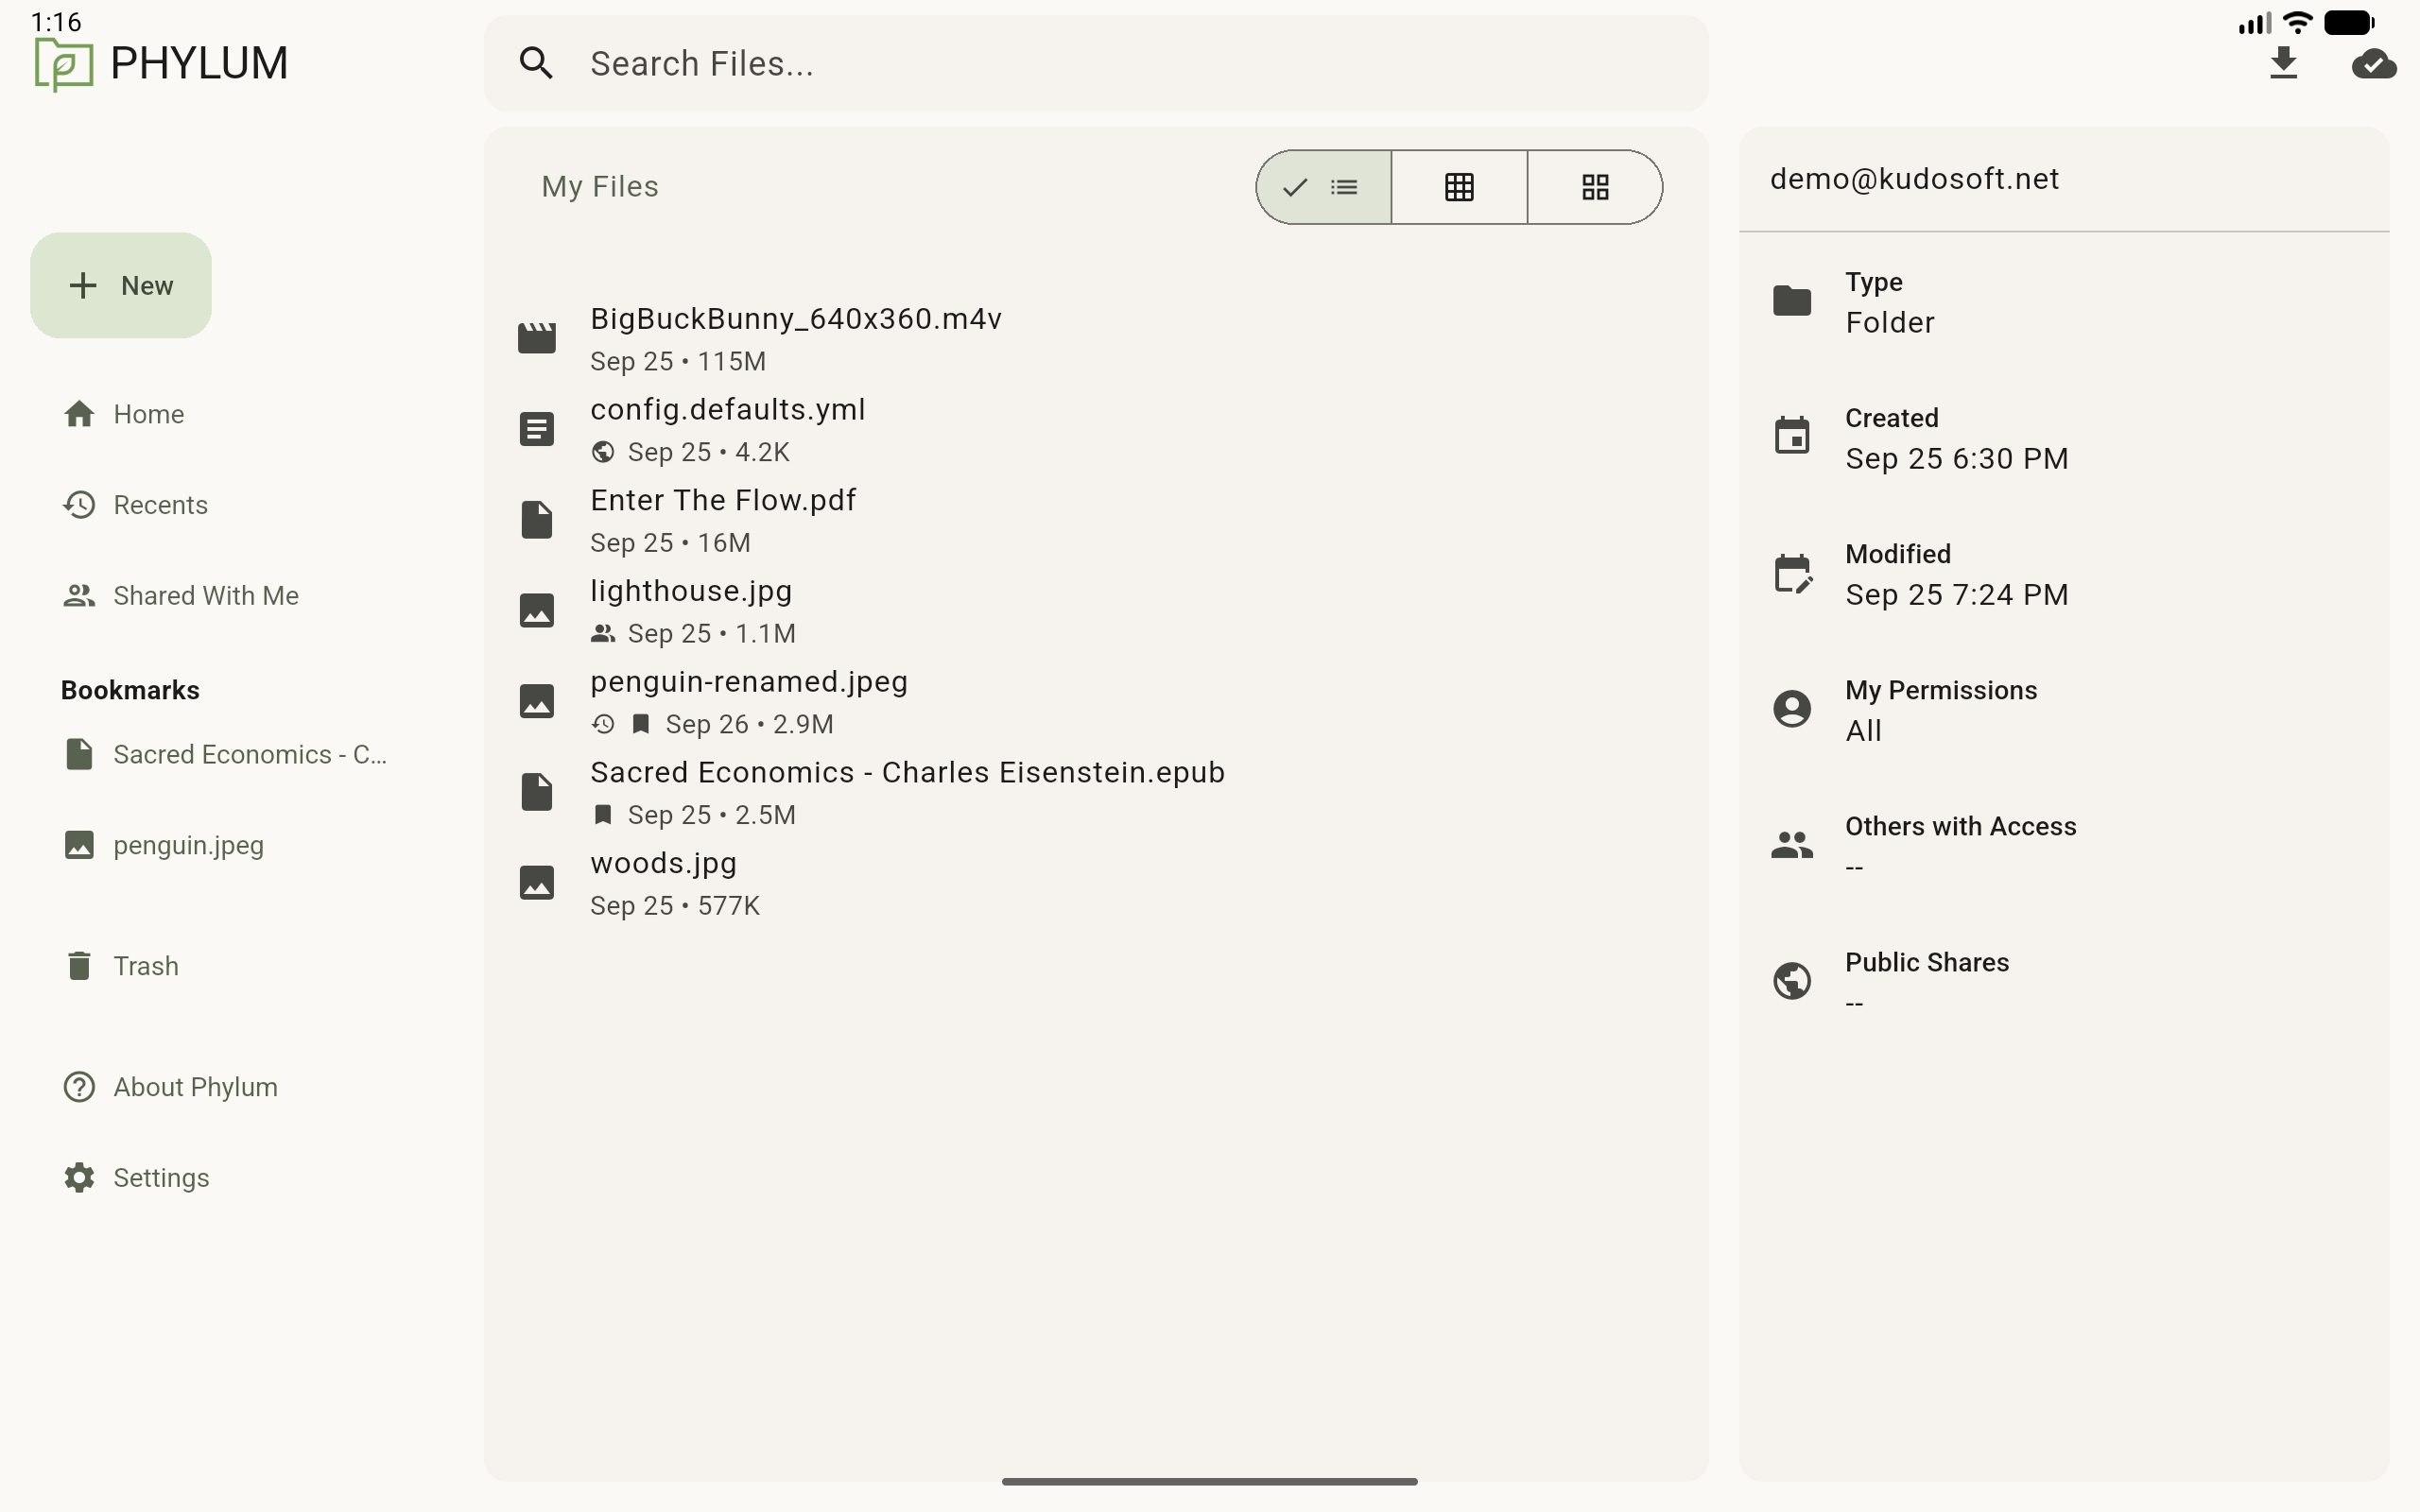 1:16
PHYLUM
Search Files...
New
Home
Recents
Shared With Me
Bookmarks
Sacred Economics - C...
penguin.jpeg
Trash
About Phylum
Settings
My Files
BigBuckBunny_640x360.m4v
Sep 25 • 115M
config.defaults.yml
Sep 25 • 4.2K
Enter The Flow.pdf
Sep 25 • 16M
lighthouse.jpg
Sep 25 • 1.1M
penguin-renamed.jpeg
Sep 26 • 2.9M
Sacred Economics - Charles Eisenstein.epub
Sep 25 • 2.5M
woods.jpg
Sep 25 • 577K
demo@kudosoft.net
Type
Folder
Created
Sep 25 6:30 PM
Modified
Sep 25 7:24 PM
My Permissions
All
Others with Access
--
Public Shares
--